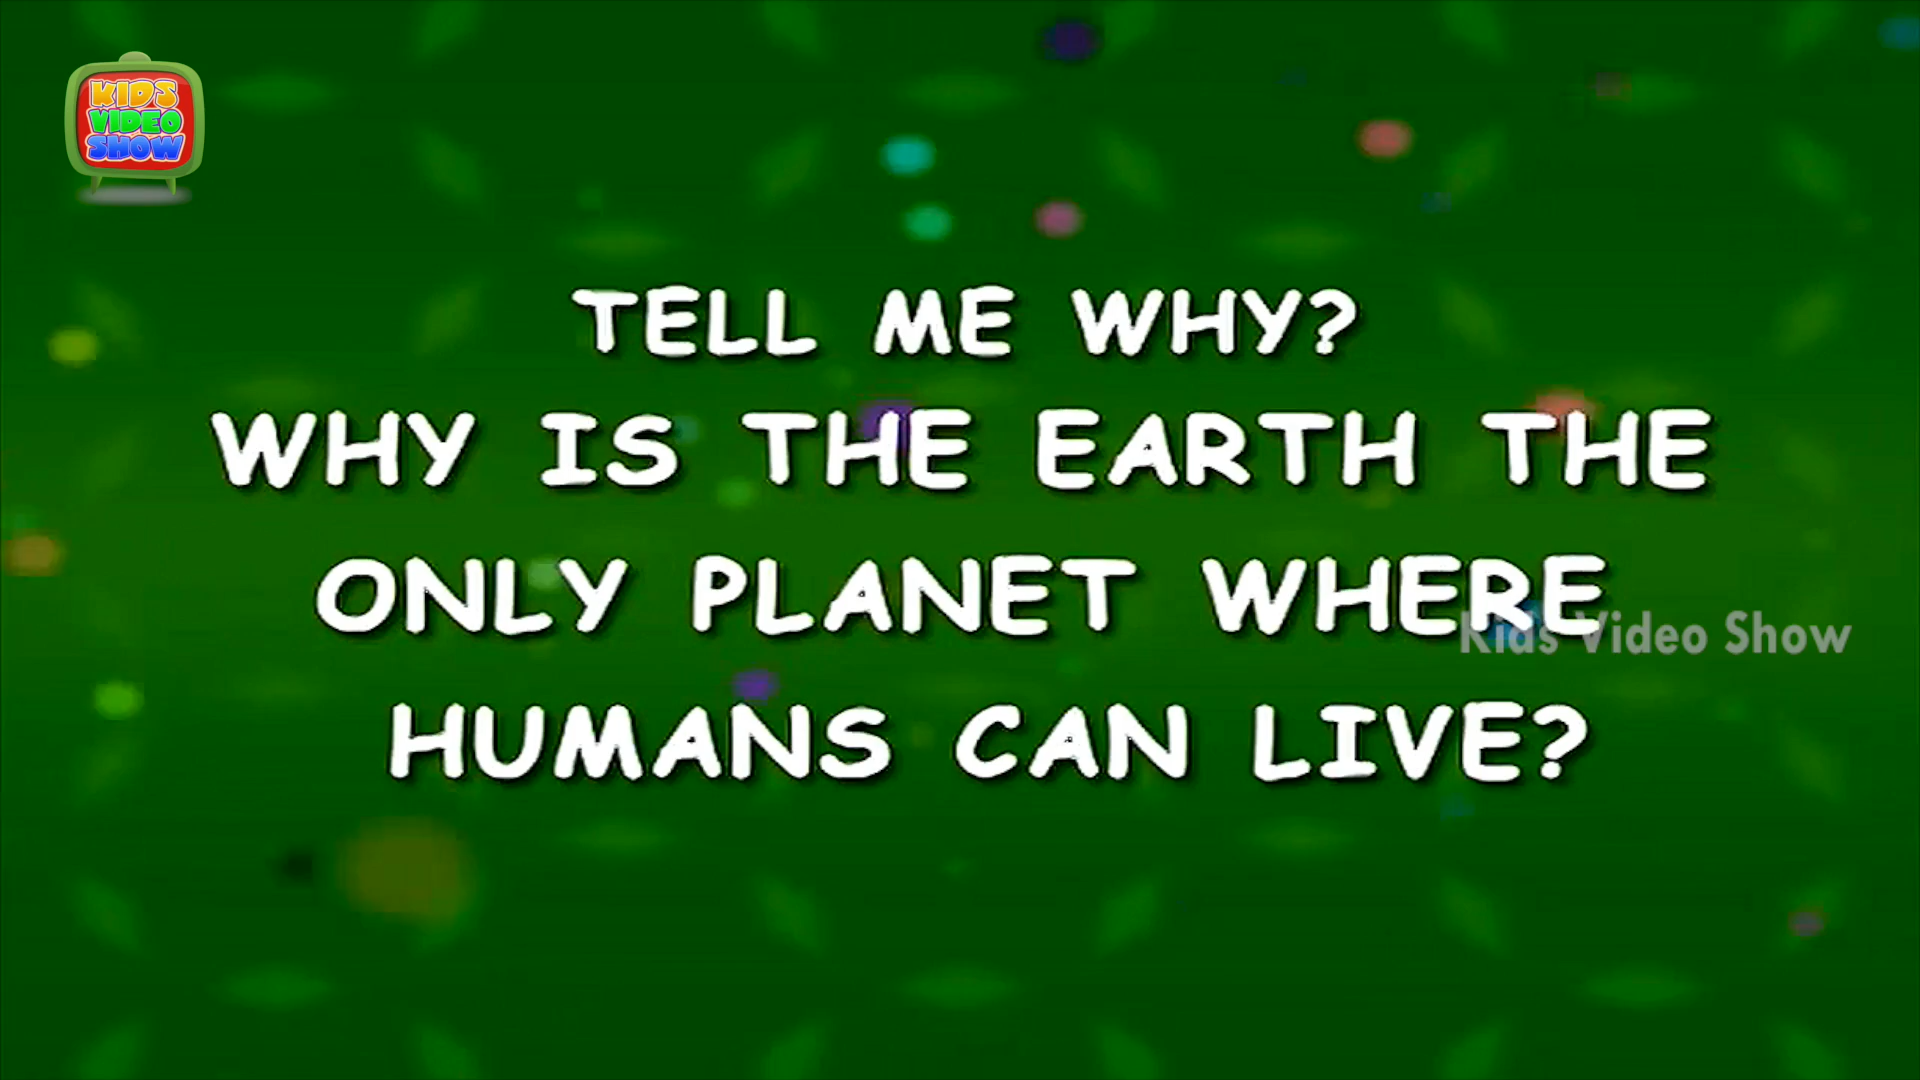 KIDS
VIDEO
SHOW
TELL ME WHY?
WHY IS THE EARTH THE
ONLY PLANET WHERE
Kids Video Show
HUMANS CAN LIVE?